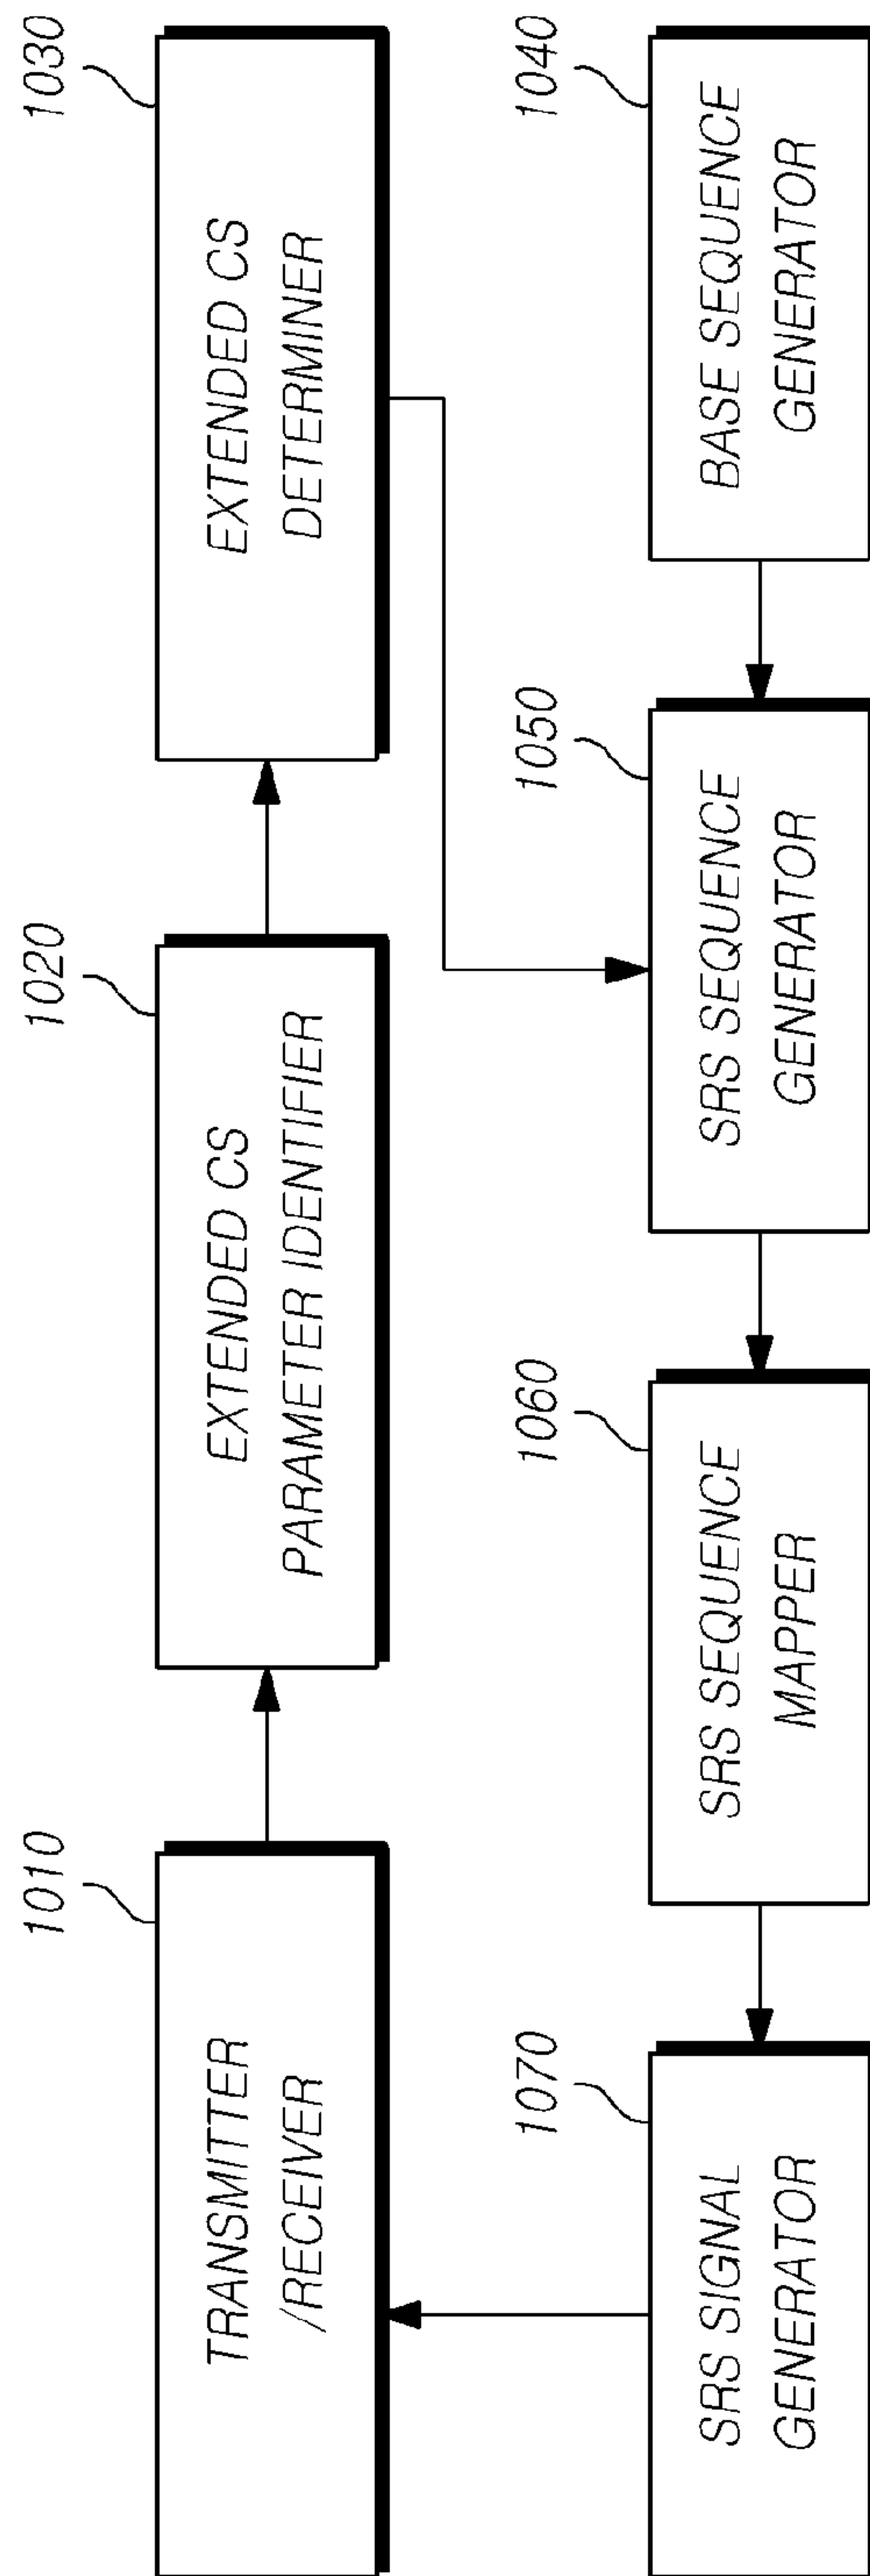 1010
TRANSMITTER
/RECEIVER
1020
EXTENDED CS
PARAMETER IDENTIFIER
1030
EXTENDED CS
DETERMINER
1070
SRS SIGNAL
GENERATOR
1060
SRS SEQUENCE
MAPPER
1050
SRS SEQUENCE
GENERATOR
1040
BASE SEQUENCE
GENERATOR